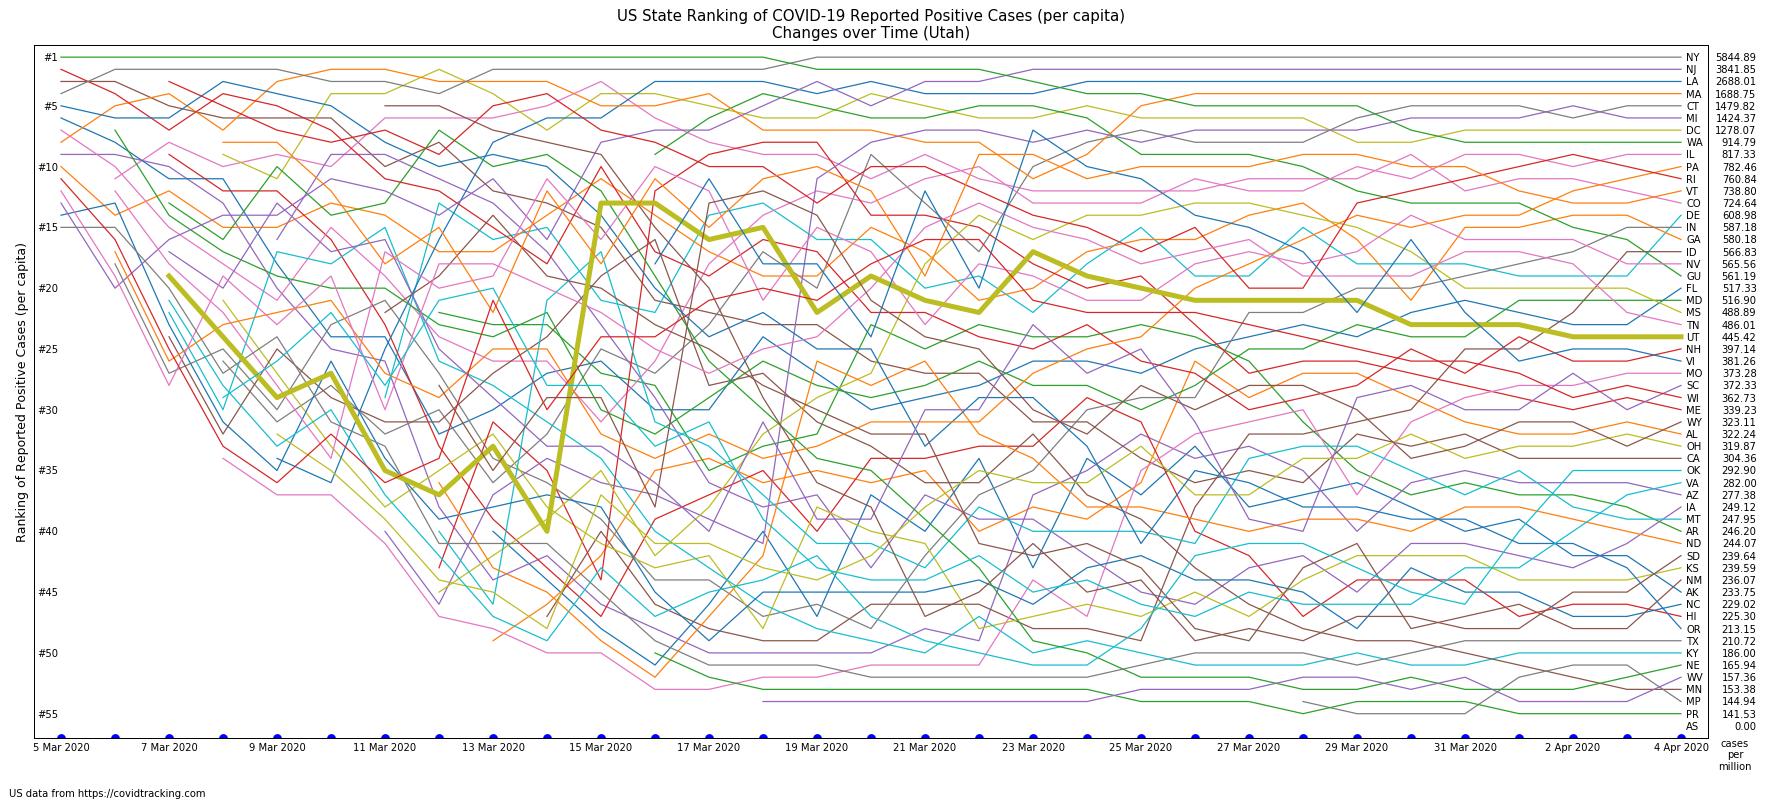 US State Ranking of COVID-19 Reported Positive Cases (per capita)
Changes over Time (Utah)
Ranking of Reported Positive Cases (per capita)
#1
#5
#10
#15
#20
#25
#30
#35
#40
#45
#50
#55
NY 5844.89
NJ 3841.85
LA 2688.01
MA 1688.75
CT 1479.82
MI 1424.37
DC 1278.07
WA 914.79
IL 817.33
PA 782.46
RI 760.84
VT 738.80
CO 724.64
DE 608.98
IN 587.18
GA 580.18
ID 566.83
NV 565.56
GU 561.19
FL 517.33
MD 516.90
MS 488.89
TN 486.01
UT 445.42
NH 397.14
VI 381.26
MO 373.28
SC 372.33
WI 362.73
ME 339.23
WY 323.11
AL 322.24
OH 319.87
CA 304.36
OK 292.90
VA 282.00
AZ 277.38
IA 249.12
MT 247.95
AR 246.20
ND 244.07
SD 239.64
KS 239.59
NM 236.07
AK 233.75
NC 229.02
HI 225.30
OR 213.15
TX 210.72
KY 186.00
NE 165.94
WV 157.36
MN 153.38
MP 144.94
PR 141.53
AS 0.00
5 Mar 2020 7 Mar 2020 9 Mar 2020 11 Mar 2020 13 Mar 2020 15 Mar 2020 17 Mar 2020 19 Mar 2020 21 Mar 2020 23 Mar 2020 25 Mar 2020 27 Mar 2020 29 Mar 2020 31 Mar 2020 2 Apr 2020 4 Apr 2020
cases
per
million
US data from https://covidtracking.com